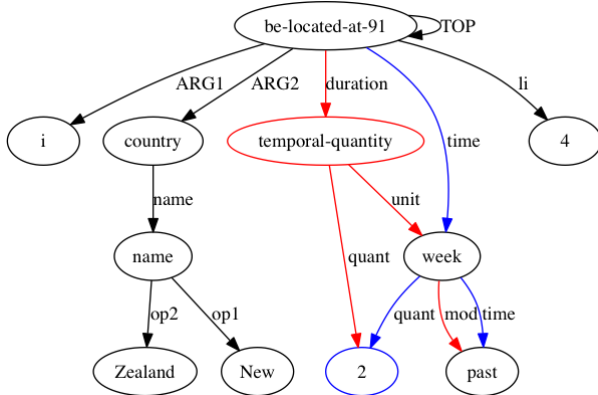 be-located-at-91
TOP
ARG1 ARG2 duration time li
i country temporal-quantity 4
name unit
name week
op2 op1 quant quant mod time
Zealand New 2 past